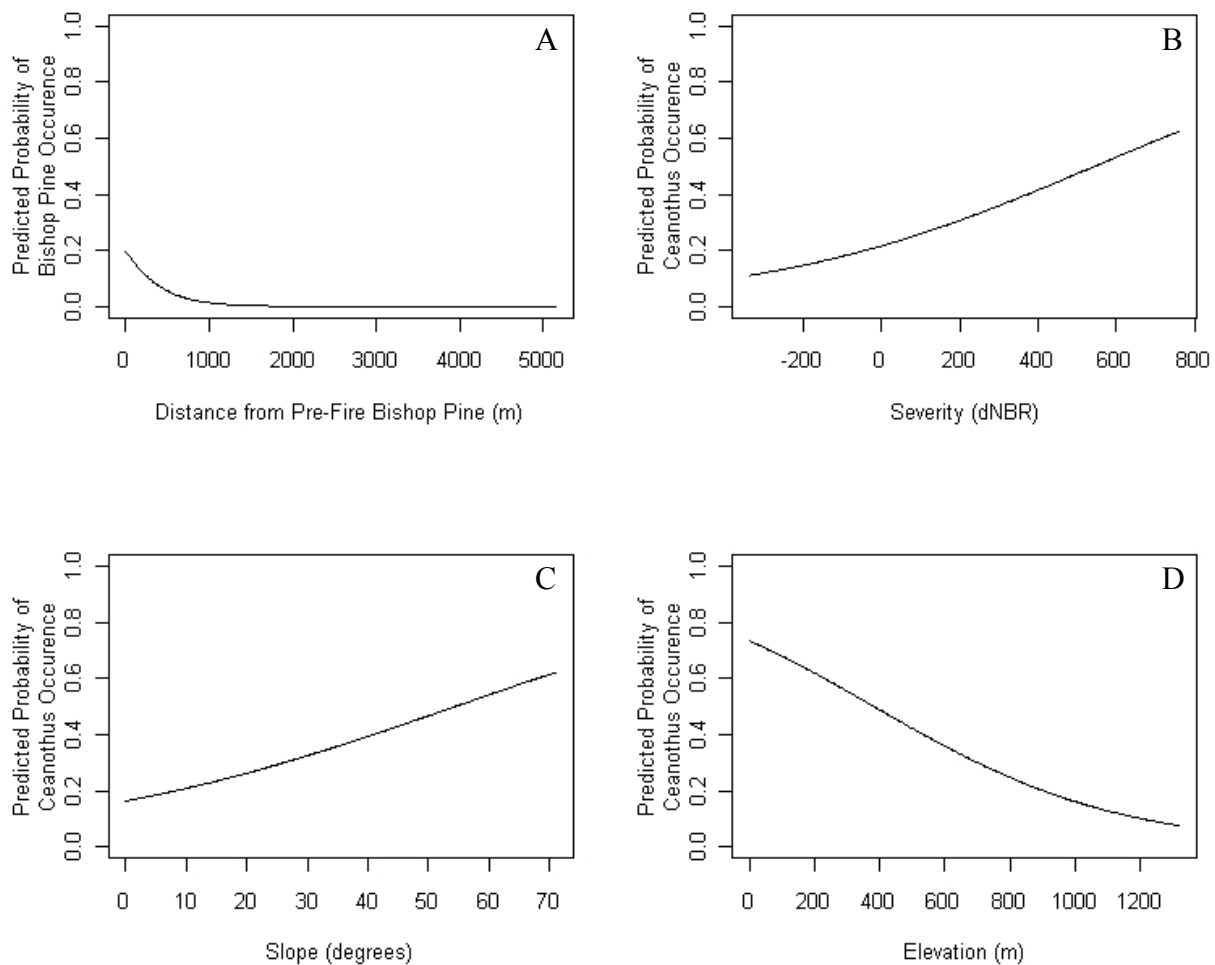 A
Predicted Probability of
Bishop Pine Occurence
0.0 0.2 0.4 0.6 0.8 1.0
0 1000 2000 3000 4000 5000
Distance from Pre-Fire Bishop Pine (m)
B
Predicted Probability of
Ceanothus Occurence
0.0 0.2 0.4 0.6 0.8 1.0
-200 0 200 400 600 800
Severity (dNBR)
C
Predicted Probability of
Ceanothus Occurence
0.0 0.2 0.4 0.6 0.8 1.0
0 10 20 30 40 50 60 70
Slope (degrees)
D
Predicted Probability of
Ceanothus Occurence
0.0 0.2 0.4 0.6 0.8 1.0
0 200 400 600 800 1000 1200
Elevation (m)